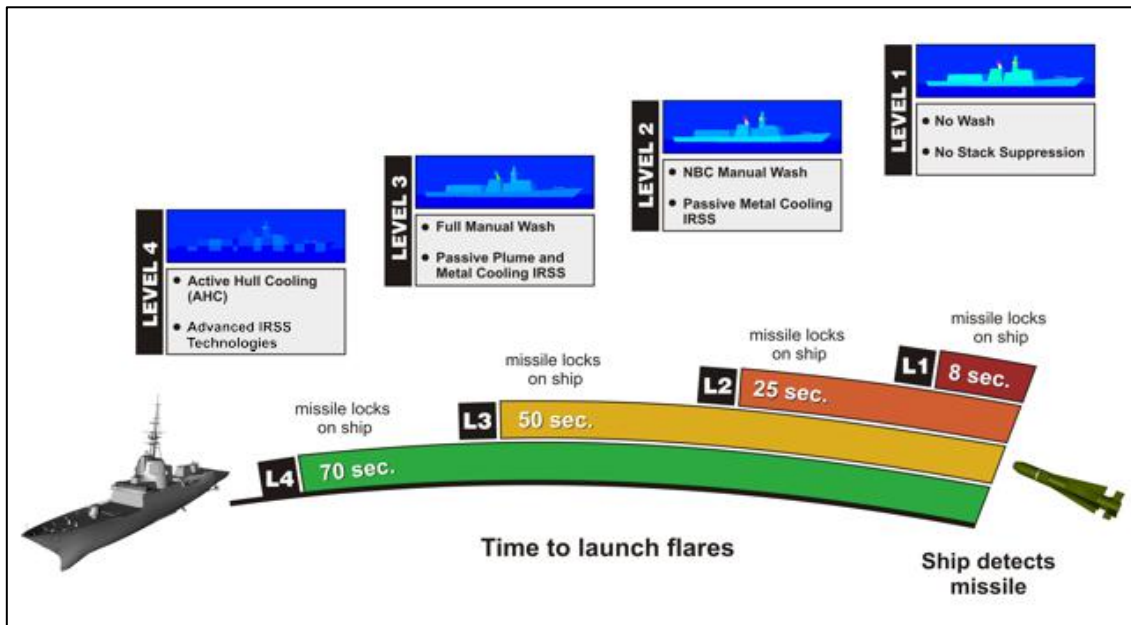 LEVEL 1
• No Wash
• No Stack Suppression
LEVEL 2
• NBC Manual Wash
• Passive Metal Cooling
IRSS
LEVEL 3
• Full Manual Wash
• Passive Plume and
Metal Cooling IRSS
LEVEL 4
• Active Hull Cooling
(AHC)
• Advanced IRSS
Technologies
missile locks
on ship
L1
8 sec.
missile locks
on ship
L2
25 sec.
missile locks
on ship
L3
50 sec.
missile locks
on ship
L4
70 sec.
Time to launch flares
Ship detects
missile